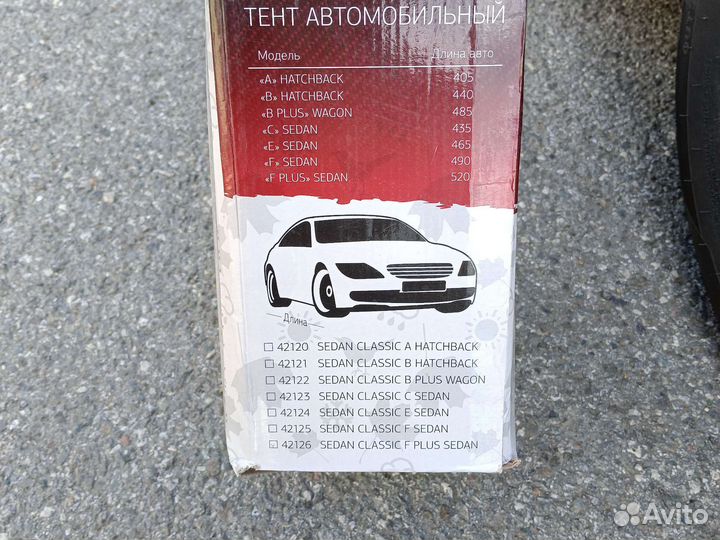 ТЕНТ АВТОМОБИЛЬНЫЙ
Модель Длина авто
«A» HATCHBACK 405
«B» HATCHBACK 440
«B PLUS» WAGON 485
«C» SEDAN 435
«E» SEDAN 465
«F» SEDAN 490
«F PLUS» SEDAN 520
Длина
42120 SEDAN CLASSIC A HATCHBACK
42121 SEDAN CLASSIC B HATCHBACK
42122 SEDAN CLASSIC B PLUS WAGON
42123 SEDAN CLASSIC C SEDAN
42124 SEDAN CLASSIC E SEDAN
42125 SEDAN CLASSIC F SEDAN
42126 SEDAN CLASSIC F PLUS SEDAN
Avito